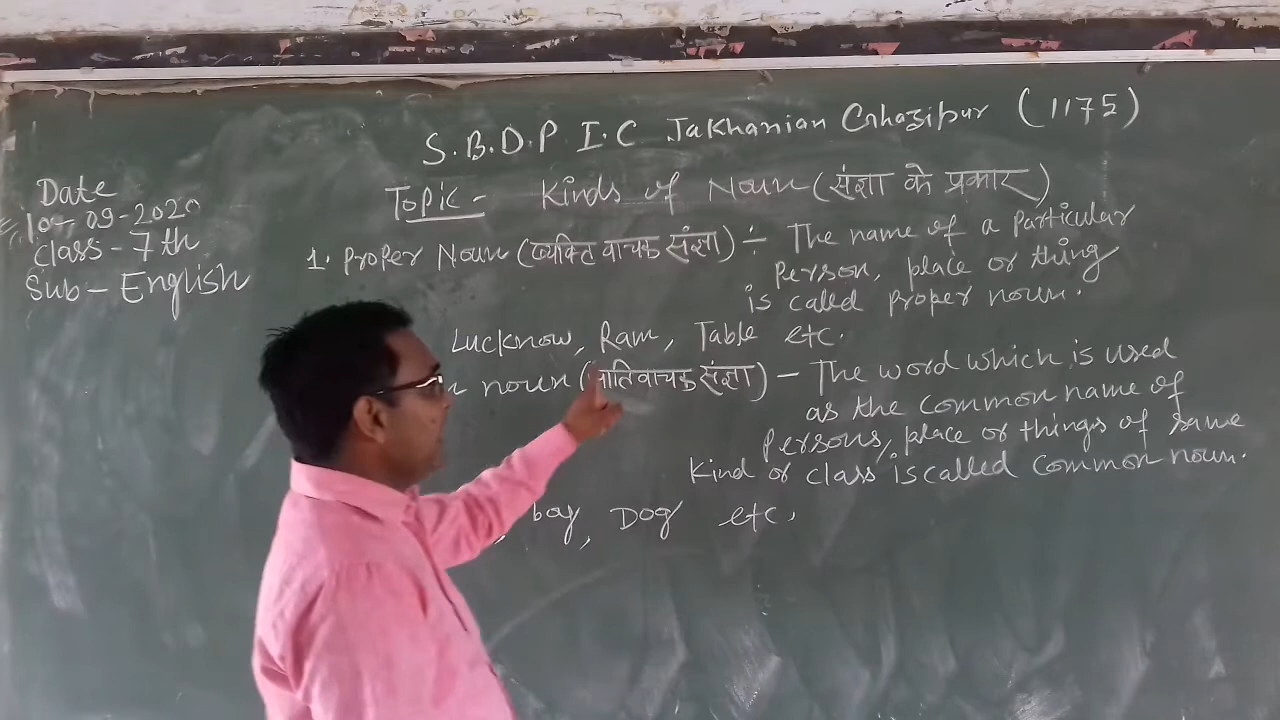 S.B.D.P I.C Jakhanian Ghazipur (1175)
Date
10-09-2020
Class - 7th
Sub - English
Topic - Kinds of Noun (संज्ञा के प्रकार)
1. Proper Noun (व्यक्ति वाचक संज्ञा) ÷ The name of a particular
person, place or thing
is called proper noun.
Lucknow, Ram, Table etc.
noun (जातिवाचक संज्ञा) - The word which is used
as the common name of
persons, place or things of same
kind or class is called common noun.
boy, Dog etc,